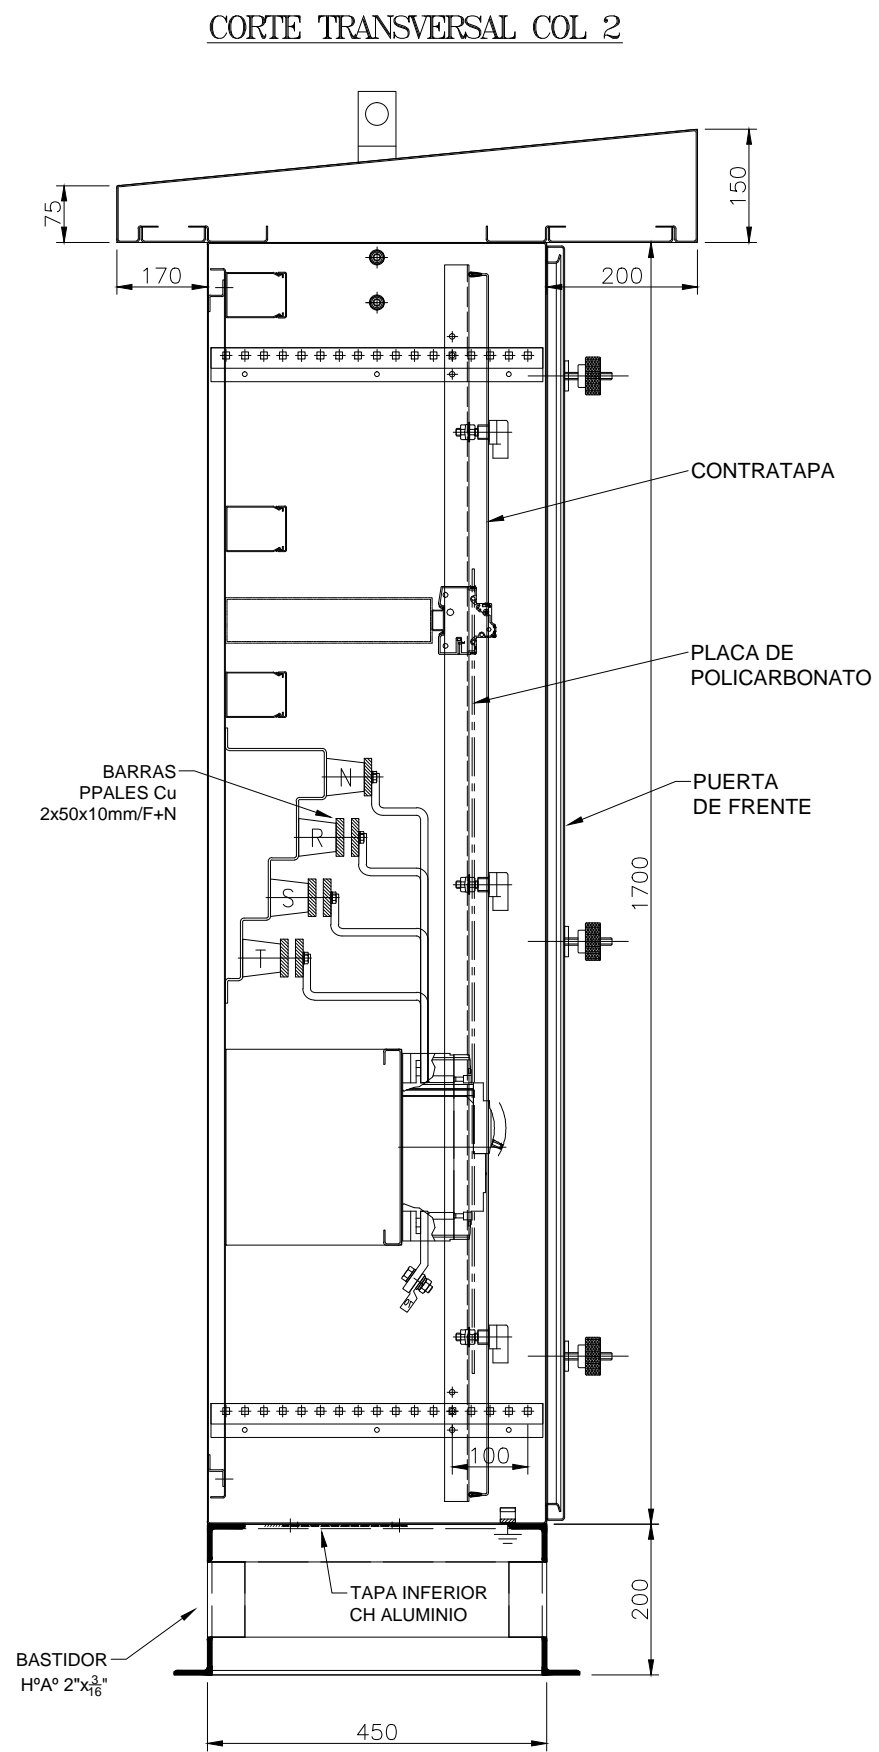 CORTE TRANSVERSAL COL 2
150
75
170
200
CONTRATAPA
PLACA DE
POLICARBONATO
BARRAS
PPALES Cu
2x50x10mm/F+N
N
R
S
T
PUERTA
DE FRENTE
1700
100
TAPA INFERIOR
CH ALUMINIO
200
BASTIDOR
HºAº 2"x3/16"
450